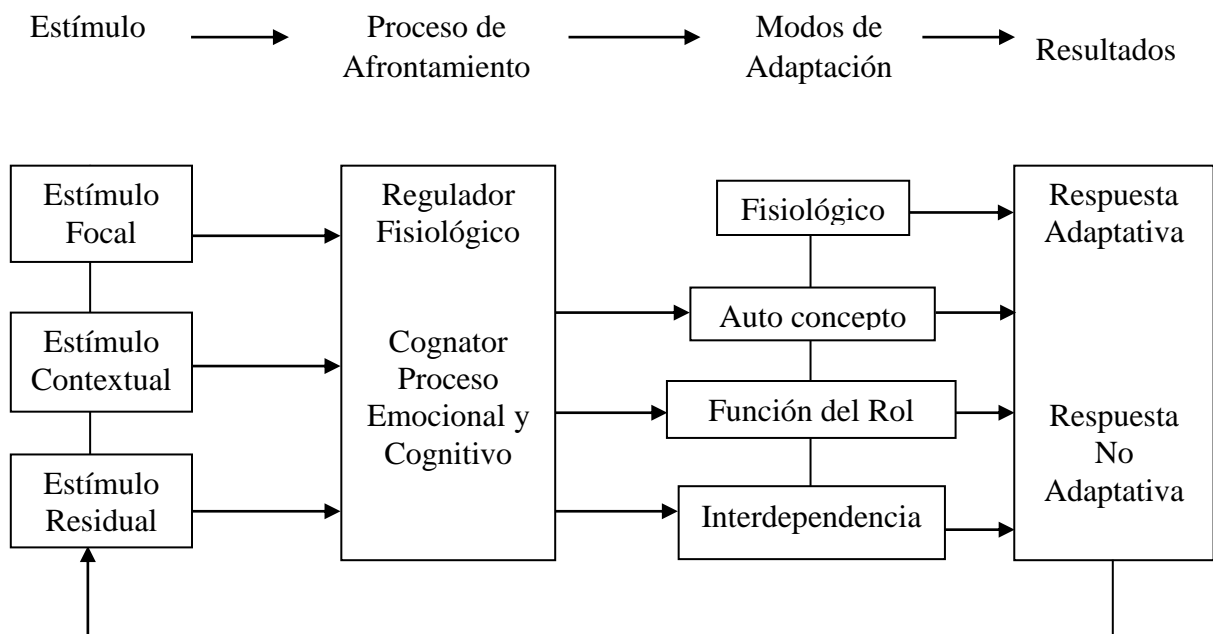 Estímulo
Proceso de
Afrontamiento
Modos de
Adaptación
Resultados
Estímulo
Focal
Estímulo
Contextual
Estímulo
Residual
Regulador
Fisiológico
Cognator
Proceso
Emocional y
Cognitivo
Fisiológico
Auto concepto
Función del Rol
Interdependencia
Respuesta
Adaptativa
Respuesta
No
Adaptativa